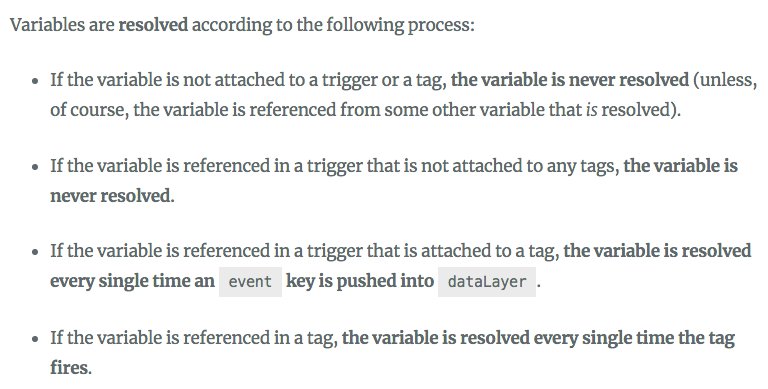 Variables are resolved according to the following process:
• If the variable is not attached to a trigger or a tag, the variable is never resolved (unless,
of course, the variable is referenced from some other variable that is resolved).
• If the variable is referenced in a trigger that is not attached to any tags, the variable is
never resolved.
• If the variable is referenced in a trigger that is attached to a tag, the variable is resolved
every single time an event key is pushed into dataLayer .
• If the variable is referenced in a tag, the variable is resolved every single time the tag
fires.